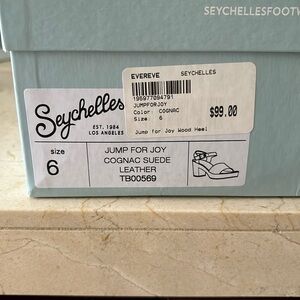 SEYCHELLESFOOTW
EVEREVE SEYCHELLES
195977094791
JUMPFORJOY
Color: COGNAC
Size: 6
$99.00
Jump for Joy Wood Heel
Seychelles
EST. 1984
LOS ANGELES
size
6
JUMP FOR JOY
COGNAC SUEDE
LEATHER
TB00569